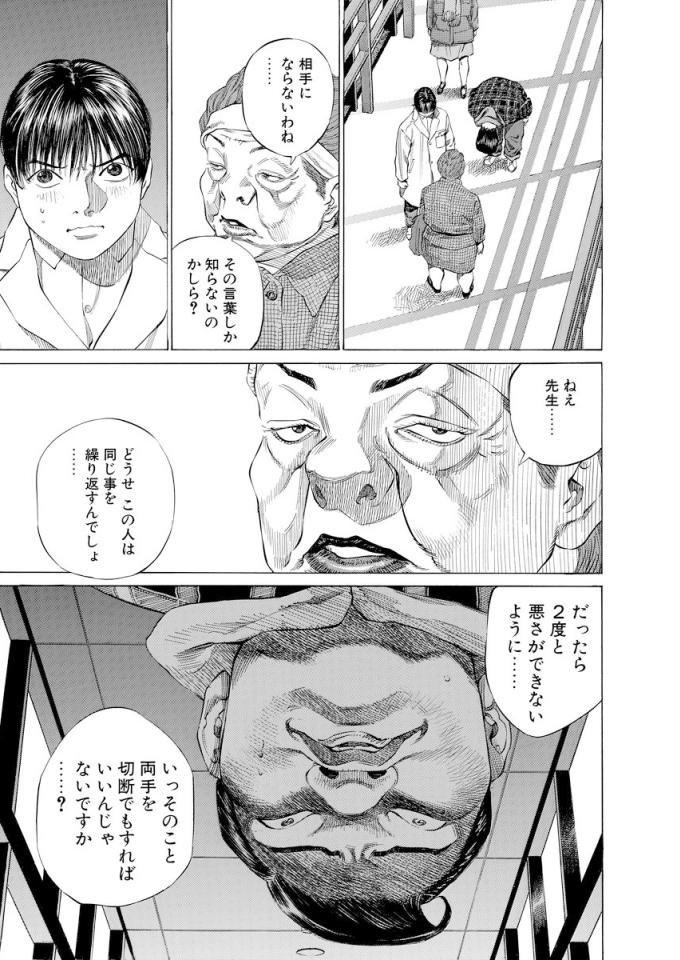 相手に
ならないわね
……
その言葉しか
知らないの
かしら？
ねえ
先生……
どうせ この人は
同じ事を
繰り返すんでしょ
……
だったら
２度と
悪さができない
ように……
いっそのこと
両手を
切断でもすれば
いいんじゃ
ないですか
……？